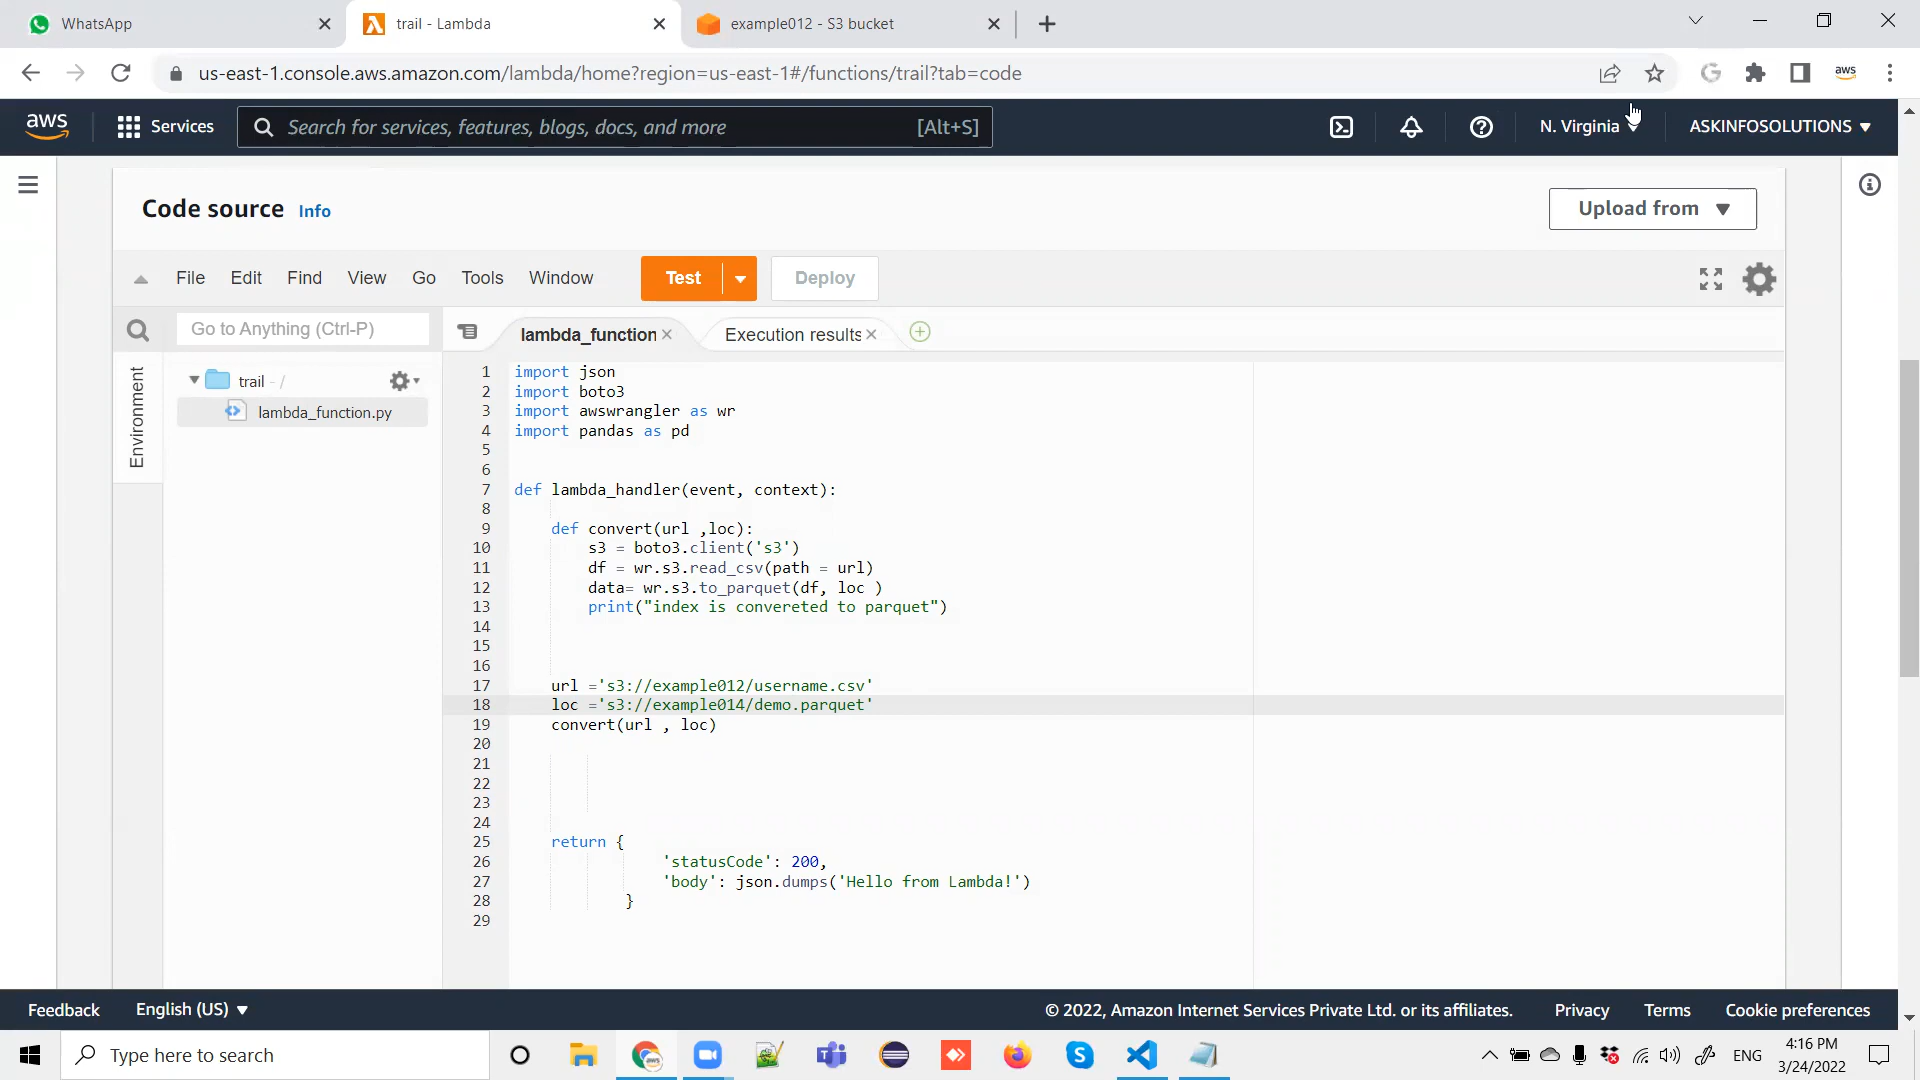 WhatsApp
trail - Lambda
example012 - S3 bucket
us-east-1.console.aws.amazon.com/lambda/home?region=us-east-1#/functions/trail?tab=code
aws
aws
Services
Search for services, features, blogs, docs, and more
[Alt+S]
N. Virginia
ASKINFOSOLUTIONS
Code source Info
Upload from
File Edit Find View Go Tools Window
Test
Deploy
Go to Anything (Ctrl-P)
lambda_function
Execution results
Environment
trail - /
lambda_function.py
1 import json
2 import boto3
3 import awswrangler as wr
4 import pandas as pd
5
6
7 def lambda_handler(event, context):
8
9 def convert(url ,loc):
10 s3 = boto3.client('s3')
11 df = wr.s3.read_csv(path = url)
12 data= wr.s3.to_parquet(df, loc )
13 print("index is convereted to parquet")
14
15
16
17 url ='s3://example012/username.csv'
18 loc ='s3://example014/demo.parquet'
19 convert(url , loc)
20
21
22
23
24
25 return {
26 'statusCode': 200,
27 'body': json.dumps('Hello from Lambda!')
28 }
29
Feedback
English (US)
© 2022, Amazon Internet Services Private Ltd. or its affiliates.
Privacy
Terms
Cookie preferences
Type here to search
ENG
4:16 PM
3/24/2022